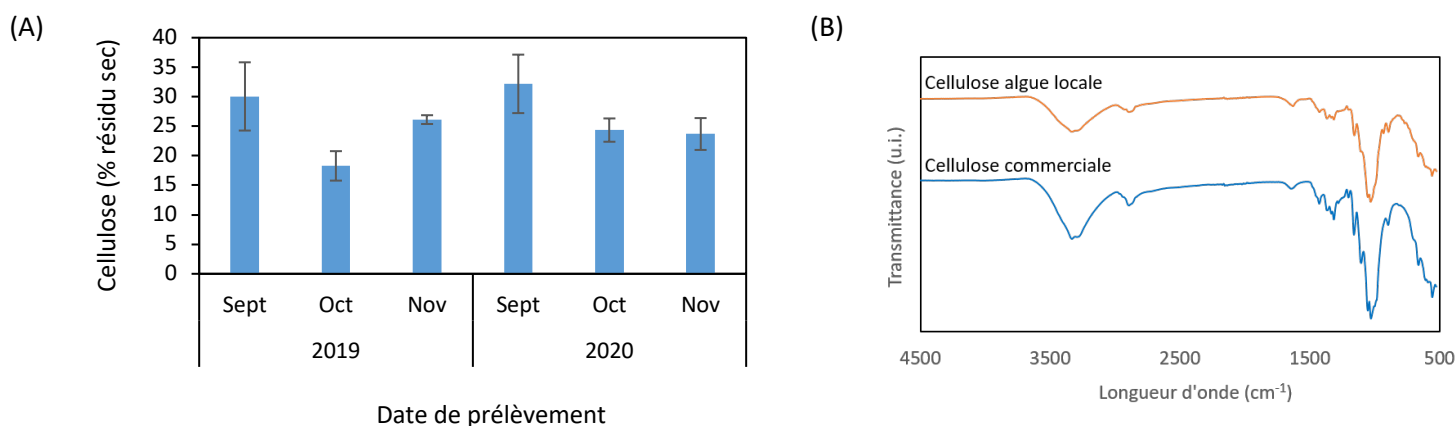 (A)
Cellulose (% résidu sec)
40
35
30
25
20
15
10
5
0
Sept Oct Nov Sept Oct Nov
2019 2020
Date de prélèvement
(B)
Transmittance (u.i.)
Cellulose algue locale
Cellulose commerciale
4500 3500 2500 1500 500
Longueur d'onde (cm⁻¹)